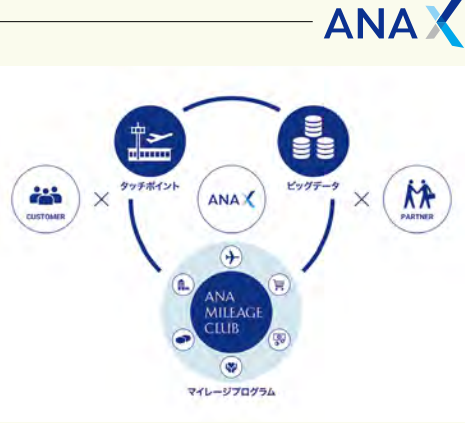 ANA X
タッチポイント
ビッグデータ
CUSTOMER
×
ANA X
×
PARTNER
ANA
MILEAGE
CLUB
マイレージプログラム